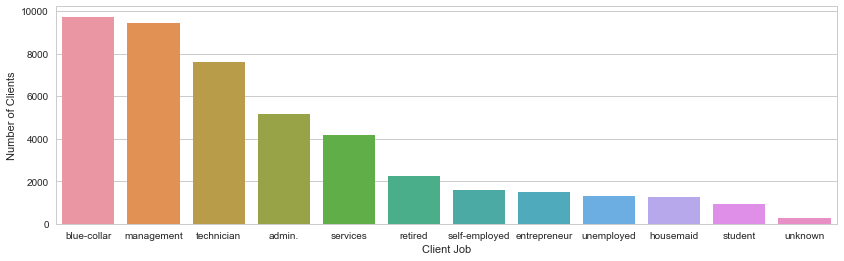 10000
8000
6000
4000
2000
0
Number of Clients
blue-collar management technician admin. services retired self-employed entrepreneur unemployed housemaid student unknown
Client Job